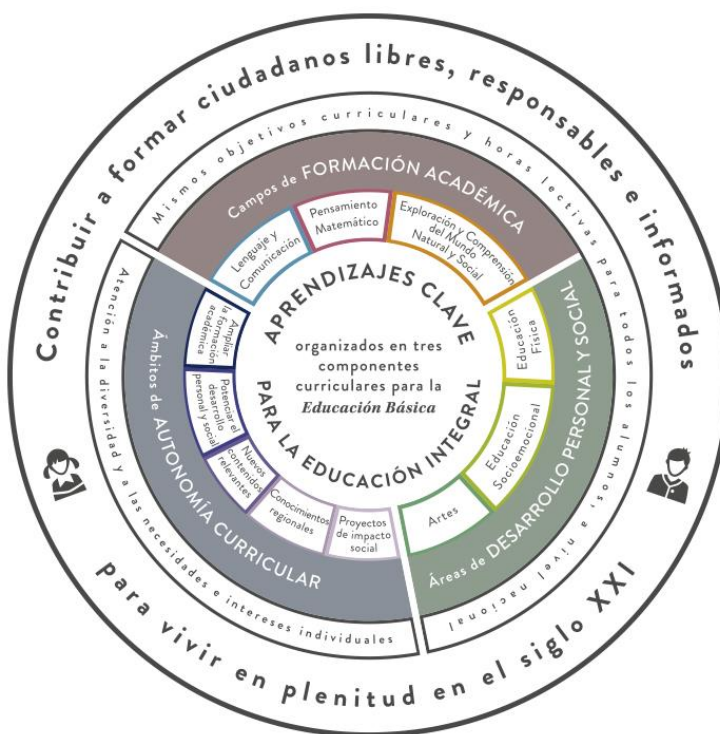 Contribuir a formar ciudadanos libres, responsables e informados
para vivir en plenitud en el siglo XXI
Mismos objetivos curriculares y horas lectivas para todos los alumnos, a nivel nacional
Atención a la diversidad y a las necesidades e intereses individuales
Campos de FORMACIÓN ACADÉMICA
Lenguaje y
Comunicación
Pensamiento
Matemático
Exploración y Comprensión
del Mundo
Natural y Social
Áreas de DESARROLLO PERSONAL Y SOCIAL
Educación
Física
Educación
Socioemocional
Artes
Ámbitos de AUTONOMÍA CURRICULAR
Ampliar
la formación
académica
Potenciar el
desarrollo
personal y social
Nuevos
contenidos
relevantes
Conocimientos
regionales
Proyectos
de impacto
social
APRENDIZAJES CLAVE
organizados en tres
componentes
curriculares para la
Educación Básica
PARA LA EDUCACIÓN INTEGRAL